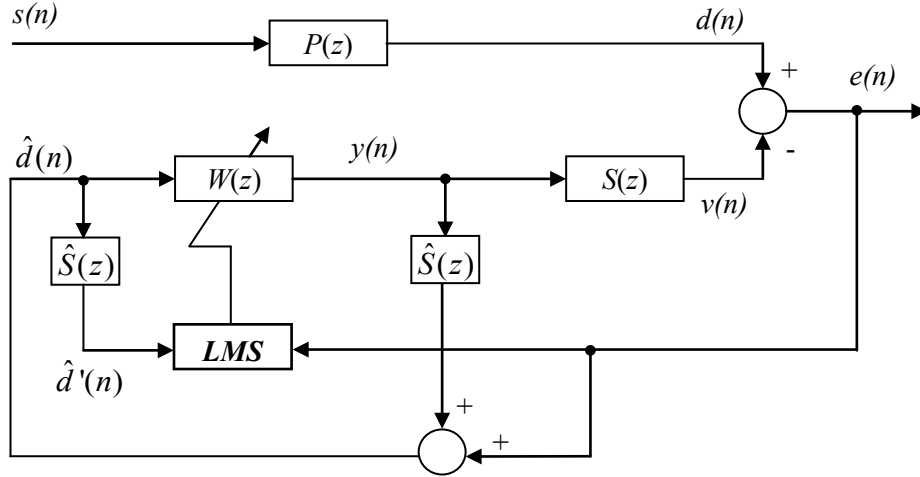 s(n)
P(z)
d(n)
+
e(n)
-
d̂(n)
W(z)
y(n)
S(z)
v(n)
Ŝ(z)
Ŝ(z)
LMS
d̂'(n)
+
+